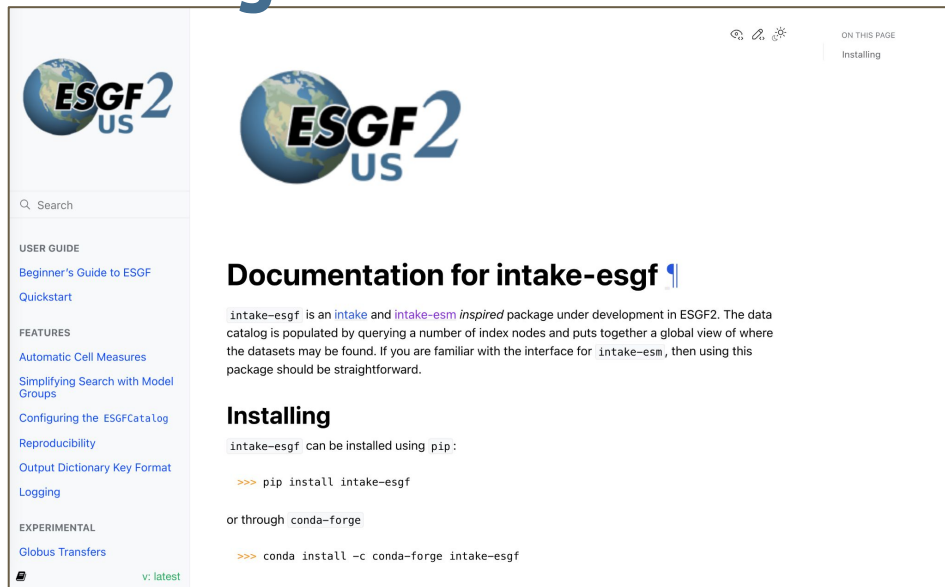 ESGF2
US
Search
USER GUIDE
Beginner's Guide to ESGF
Quickstart
FEATURES
Automatic Cell Measures
Simplifying Search with Model
Groups
Configuring the ESGFCatalog
Reproducibility
Output Dictionary Key Format
Logging
EXPERIMENTAL
Globus Transfers
v: latest
ESGF2
US
Documentation for intake-esgf ¶
intake-esgf is an intake and intake-esm inspired package under development in ESGF2. The data
catalog is populated by querying a number of index nodes and puts together a global view of where
the datasets may be found. If you are familiar with the interface for intake-esm, then using this
package should be straightforward.
Installing
intake-esgf can be installed using pip:
>>> pip install intake-esgf
or through conda-forge
>>> conda install -c conda-forge intake-esgf
ON THIS PAGE
Installing